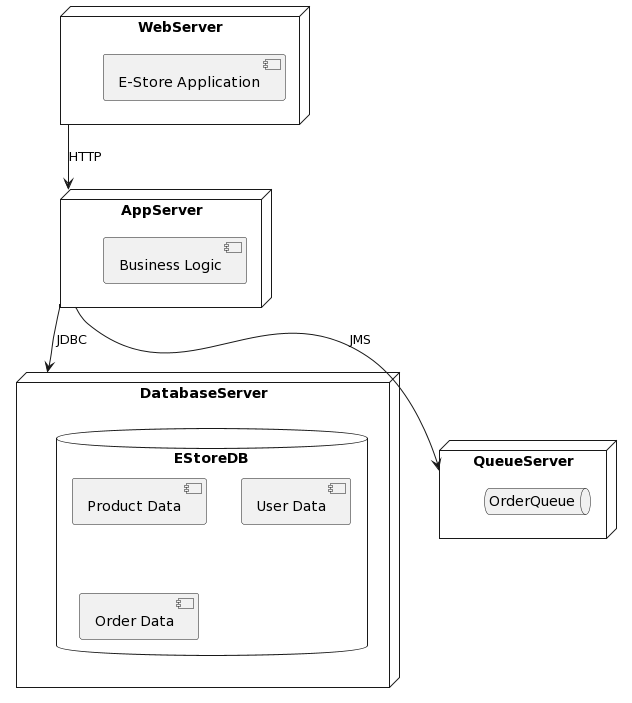 WebServer
E-Store Application
HTTP
AppServer
Business Logic
JDBC
JMS
DatabaseServer
EStoreDB
Product Data
User Data
Order Data
QueueServer
OrderQueue